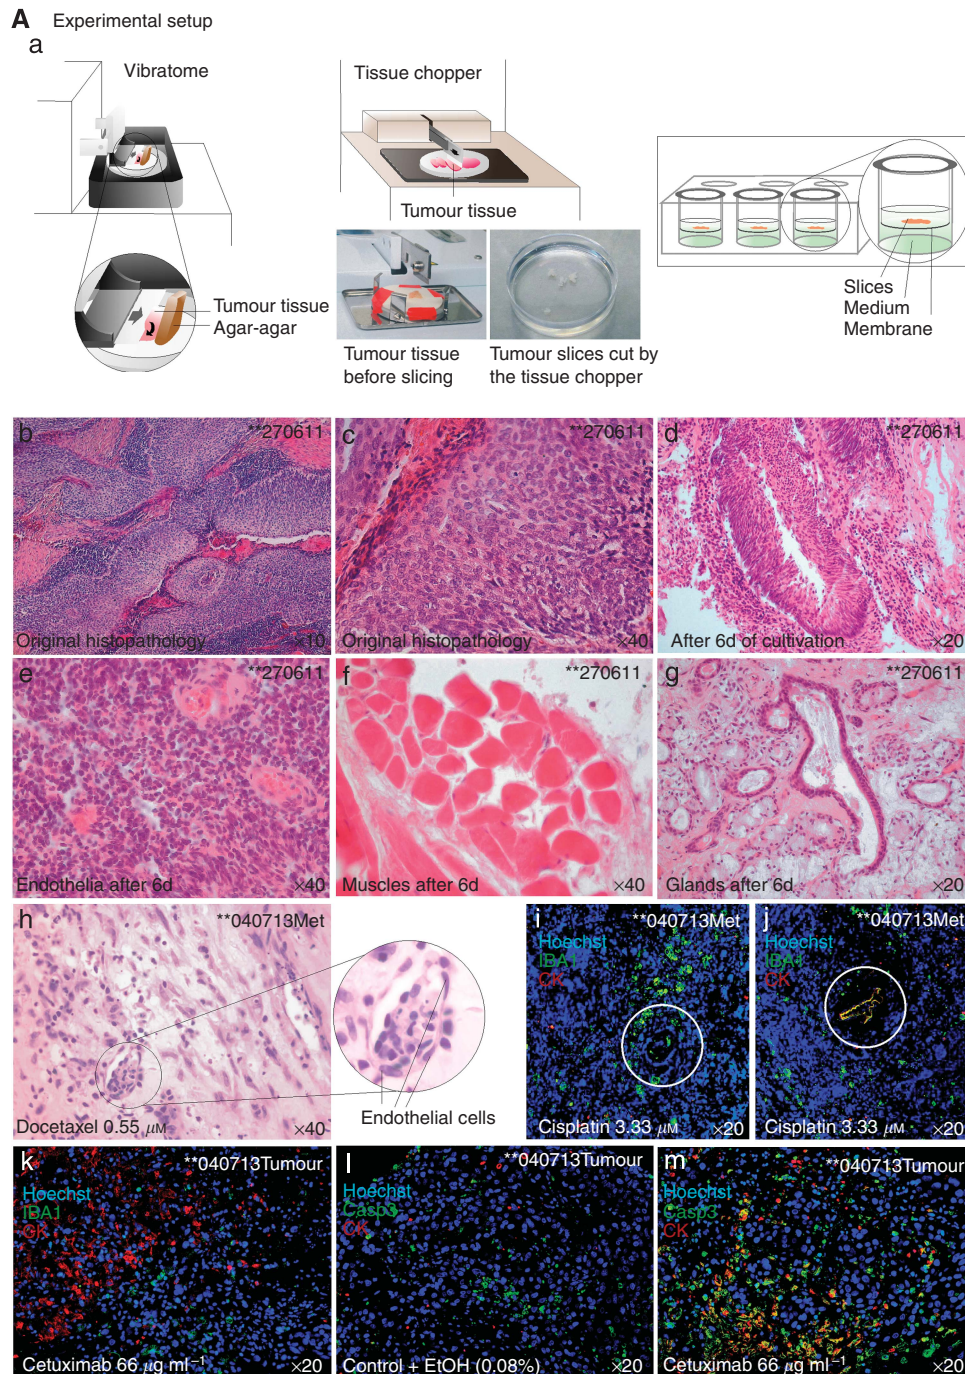 A Experimental setup
a
Vibratome
Tissue chopper
Tumour tissue
Tumour tissue
Agar-agar
Tumour tissue
before slicing
Tumour slices cut by
the tissue chopper
Slices
Medium
Membrane
b
**270611
Original histopathology
×10
c
**270611
Original histopathology
×40
d
**270611
After 6d of cultivation
×20
e
**270611
Endothelia after 6d
×40
f
**270611
Muscles after 6d
×40
g
**270611
Glands after 6d
×20
h
**040713Met
Docetaxel 0.55 μM
×40
Endothelial cells
i
**040713Met
Hoechst
IBA1
CK
Cisplatin 3.33 μM
×20
j
**040713Met
Hoechst
IBA1
CK
Cisplatin 3.33 μM
×20
k
**040713Tumour
Hoechst
IBA1
CK
Cetuximab 66 μg ml⁻¹
×20
l
**040713Tumour
Hoechst
Casp3
CK
Control + EtOH (0.08%)
×20
m
**040713Tumour
Hoechst
Casp3
CK
Cetuximab 66 μg ml⁻¹
×20